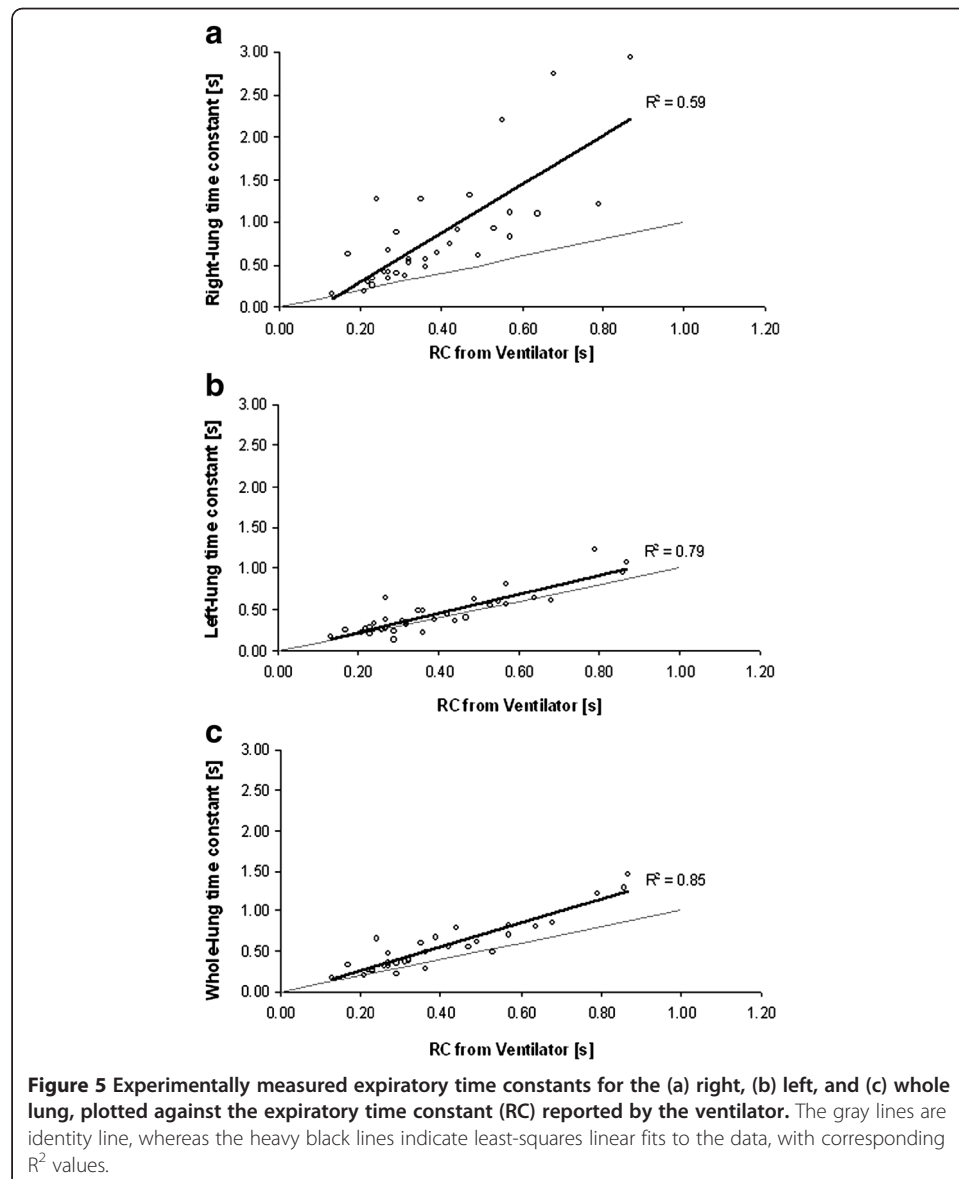 a
3.00
2.50
2.00
1.50
1.00
0.50
0.00
Right-lung time constant [s]
R² = 0.59
0.00 0.20 0.40 0.60 0.80 1.00 1.20
RC from Ventilator [s]
b
3.00
2.50
2.00
1.50
1.00
0.50
0.00
Left-lung time constant [s]
R² = 0.79
0.00 0.20 0.40 0.60 0.80 1.00 1.20
RC from Ventilator [s]
c
3.00
2.50
2.00
1.50
1.00
0.50
0.00
Whole-lung time constant [s]
R² = 0.85
0.00 0.20 0.40 0.60 0.80 1.00 1.20
RC from Ventilator [s]
Figure 5 Experimentally measured expiratory time constants for the (a) right, (b) left, and (c) whole
lung, plotted against the expiratory time constant (RC) reported by the ventilator. The gray lines are
identity line, whereas the heavy black lines indicate least-squares linear fits to the data, with corresponding
R² values.